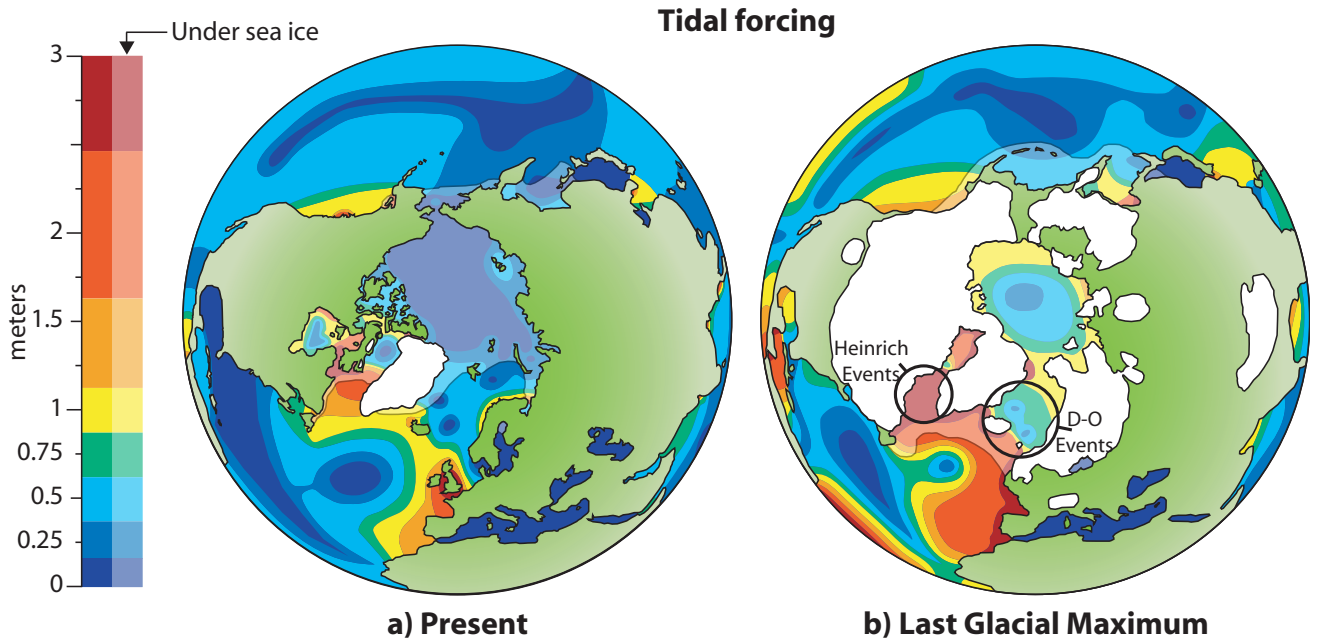 Tidal forcing
Under sea ice
3
2
1.5
1
0.75
0.5
0.25
0
meters
Heinrich
Events
D-O
Events
a) Present
b) Last Glacial Maximum